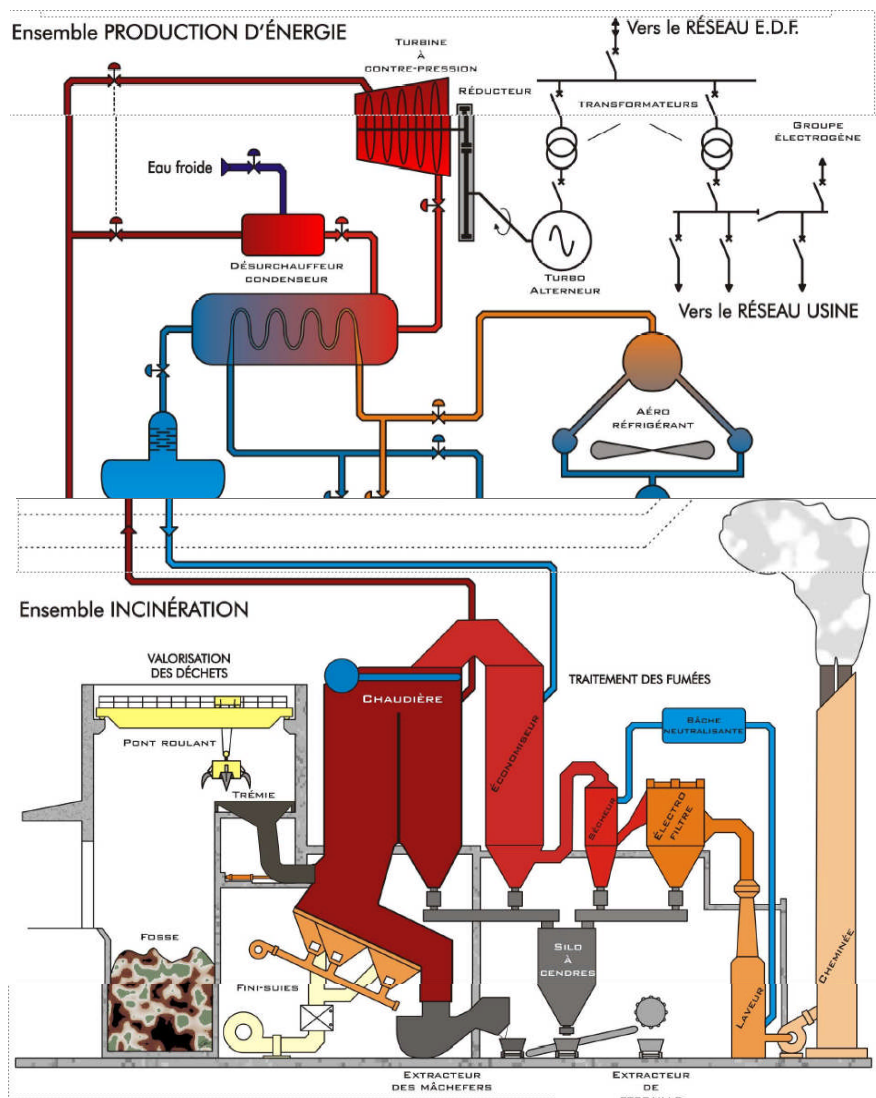 Ensemble PRODUCTION D'ÉNERGIE
TURBINE
À
CONTRE-PRESSION
Vers le RÉSEAU E.D.F.
RÉDUCTEUR
TRANSFORMATEURS
GROUPE
ÉLECTROGÈNE
Eau froide
DÉSURCHAUFFEUR
CONDENSEUR
TURBO
ALTERNEUR
Vers le RÉSEAU USINE
AÉRO
RÉFRIGÉRANT
Ensemble INCINÉRATION
VALORISATION
DES DÉCHETS
TRAITEMENT DES FUMÉES
CHAUDIÈRE
PONT ROULANT
TRÉMIE
ÉCONOMISEUR
BÂCHE
NEUTRALISANTE
SÉCHEUR
ÉLECTRO
FILTRE
FOSSE
SILO
À
CENDRES
FINI-SUIES
LAVEUR
CHEMINÉE
EXTRACTEUR
DES MÂCHEFERS
EXTRACTEUR
DE